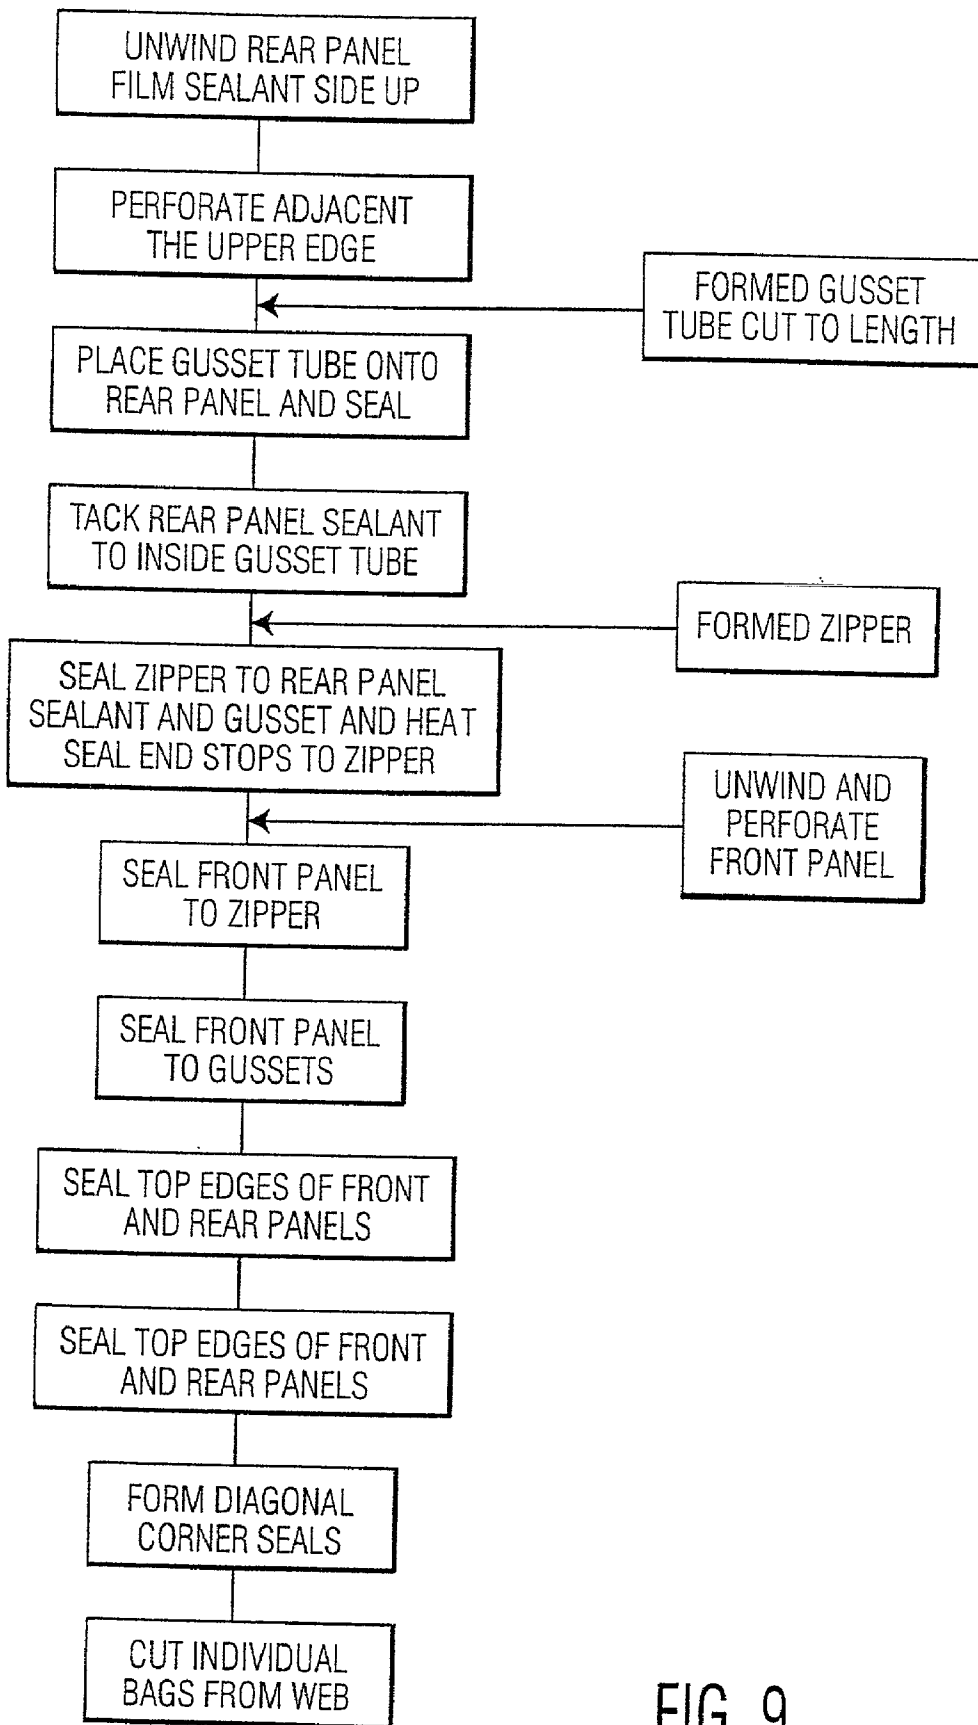 UNWIND REAR PANEL
FILM SEALANT SIDE UP
PERFORATE ADJACENT
THE UPPER EDGE
FORMED GUSSET
TUBE CUT TO LENGTH
PLACE GUSSET TUBE ONTO
REAR PANEL AND SEAL
TACK REAR PANEL SEALANT
TO INSIDE GUSSET TUBE
FORMED ZIPPER
SEAL ZIPPER TO REAR PANEL
SEALANT AND GUSSET AND HEAT
SEAL END STOPS TO ZIPPER
UNWIND AND
PERFORATE
FRONT PANEL
SEAL FRONT PANEL
TO ZIPPER
SEAL FRONT PANEL
TO GUSSETS
SEAL TOP EDGES OF FRONT
AND REAR PANELS
SEAL TOP EDGES OF FRONT
AND REAR PANELS
FORM DIAGONAL
CORNER SEALS
CUT INDIVIDUAL
BAGS FROM WEB
FIG. 9